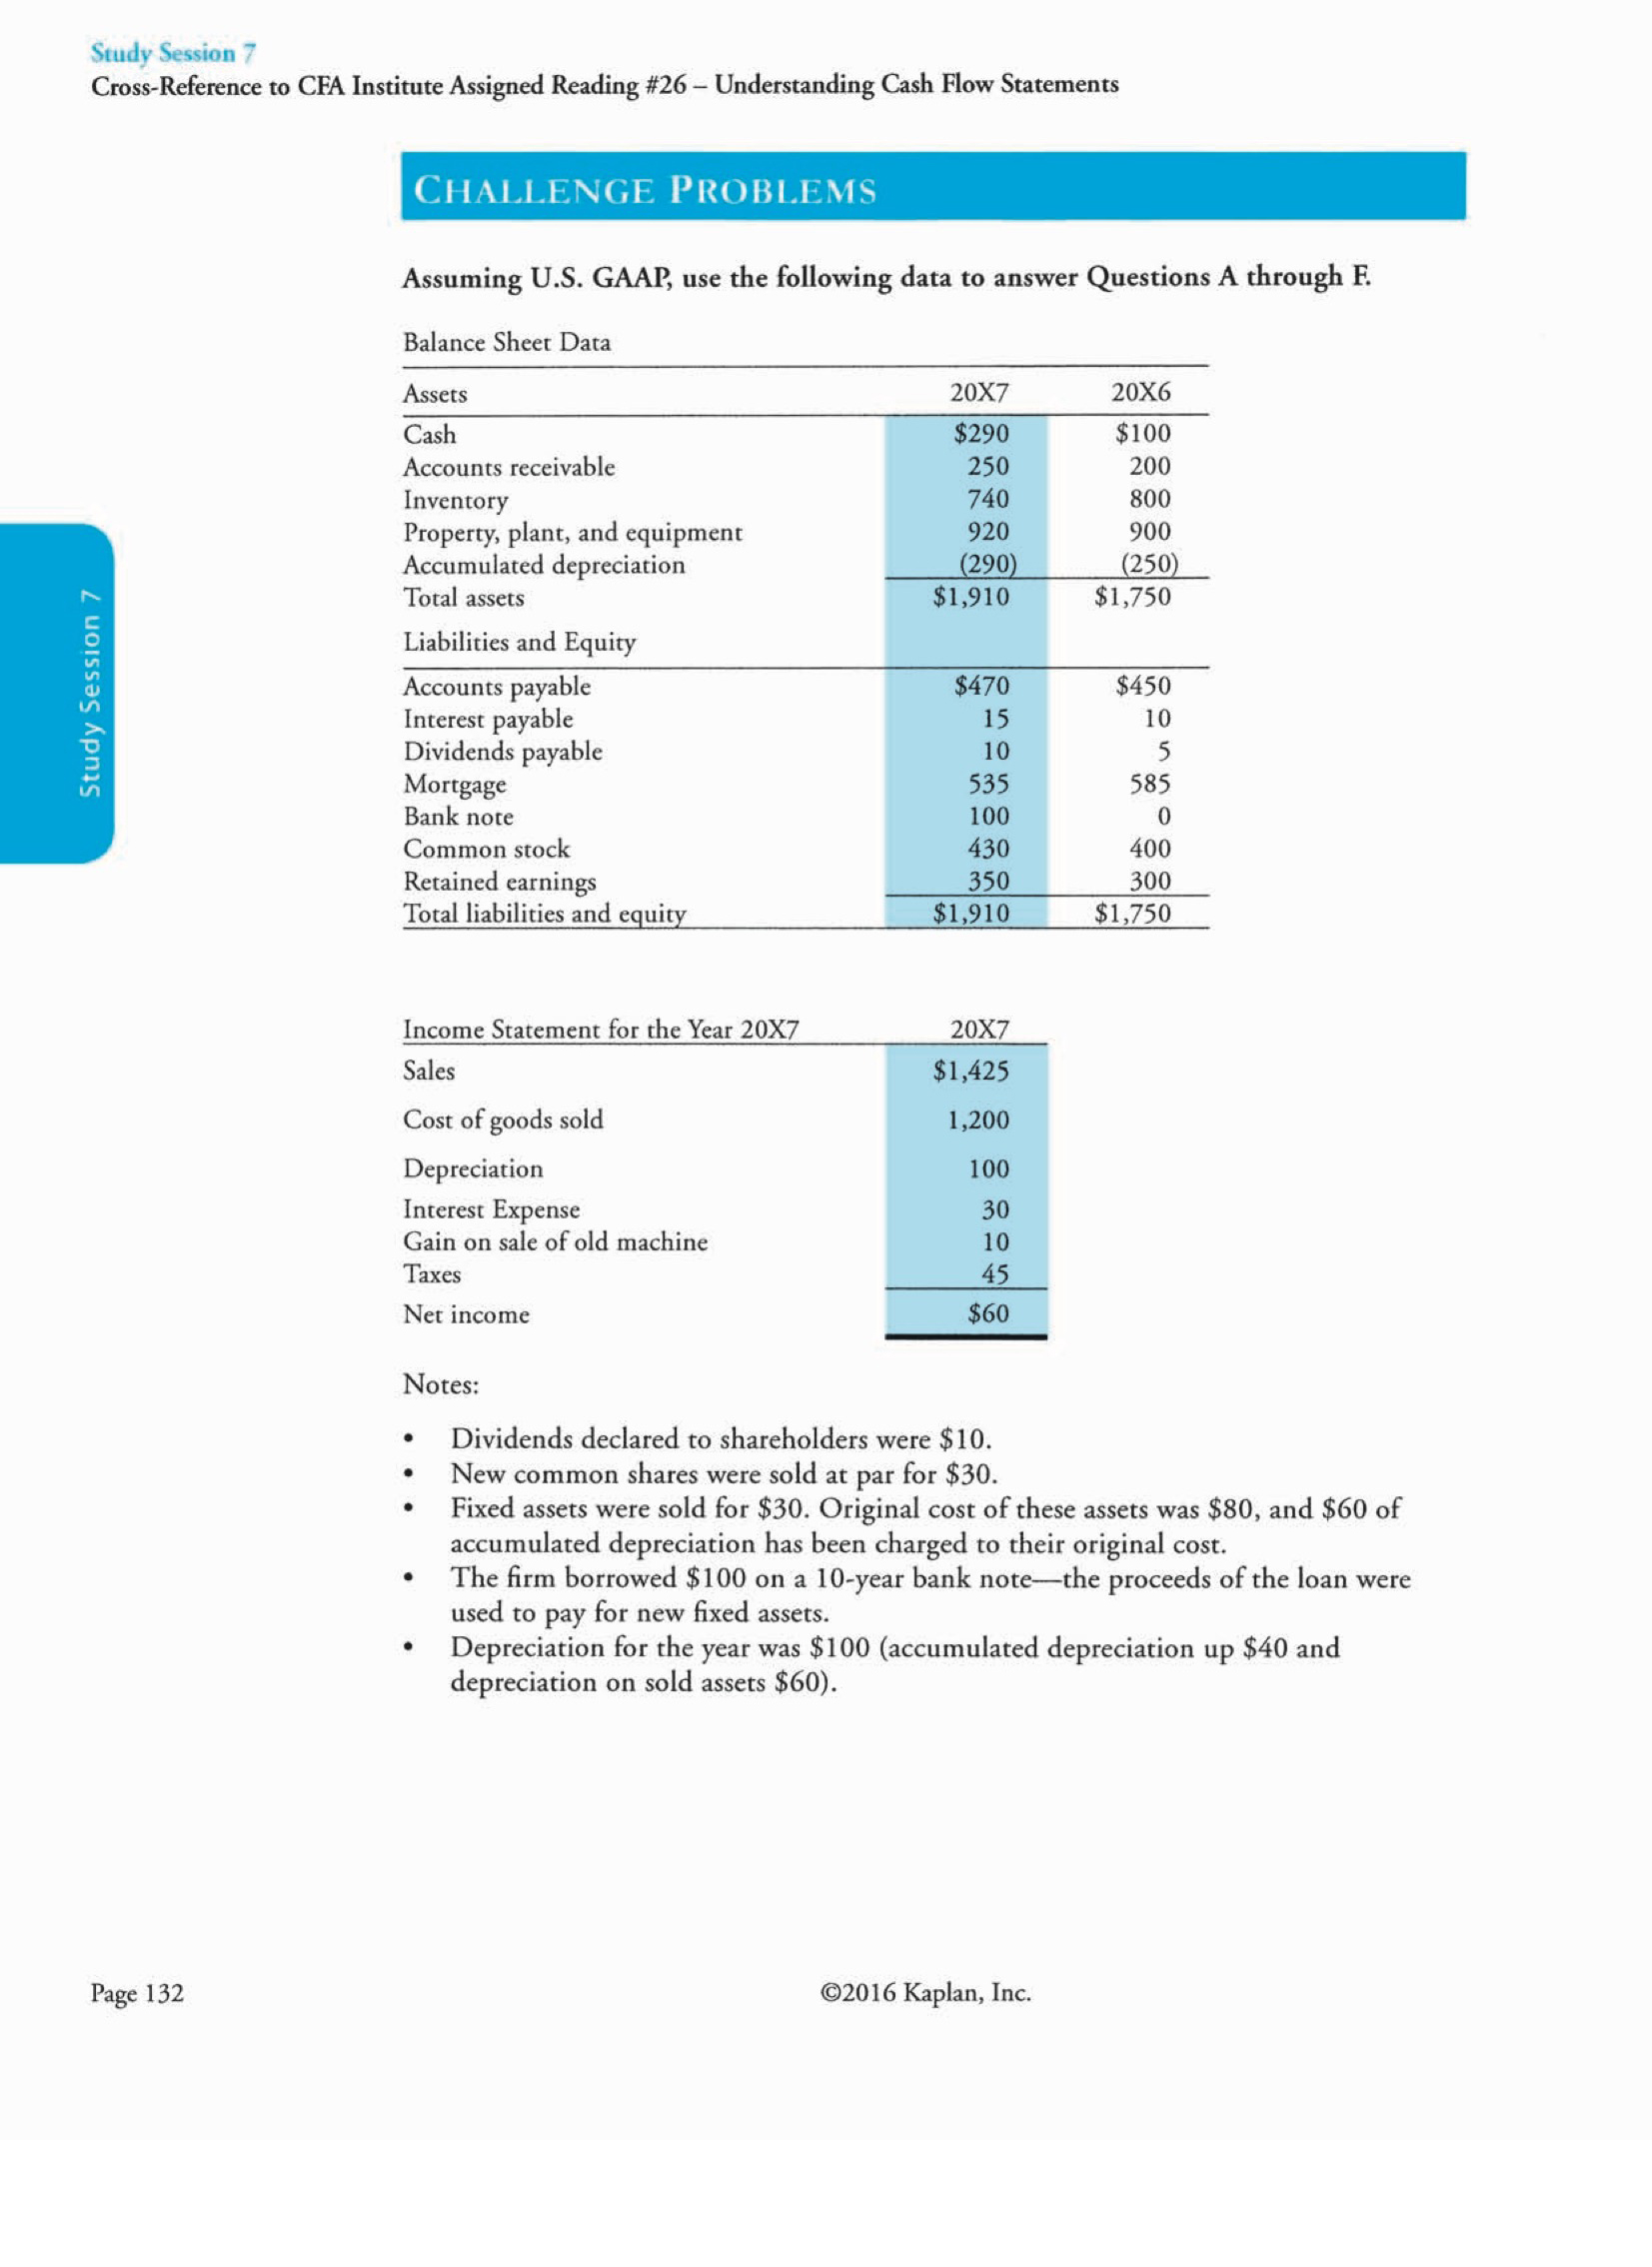 Study Session 7
Cross-Reference to CFA Institute Assigned Reading #26 – Understanding Cash Flow Statements
CHALLENGE PROBLEMS
Assuming U.S. GAAP, use the following data to answer Questions A through F.
Balance Sheet Data
Assets 20X7 20X6
Cash $290 $100
Accounts receivable 250 200
Inventory 740 800
Property, plant, and equipment 920 900
Accumulated depreciation (290) (250)
Total assets $1,910 $1,750
Liabilities and Equity
Accounts payable $470 $450
Interest payable 15 10
Dividends payable 10 5
Mortgage 535 585
Bank note 100 0
Common stock 430 400
Retained earnings 350 300
Total liabilities and equity $1,910 $1,750
Study Session 7
Income Statement for the Year 20X7 20X7
Sales $1,425
Cost of goods sold 1,200
Depreciation 100
Interest Expense 30
Gain on sale of old machine 10
Taxes 45
Net income $60
Notes:
• Dividends declared to shareholders were $10.
• New common shares were sold at par for $30.
• Fixed assets were sold for $30. Original cost of these assets was $80, and $60 of
accumulated depreciation has been charged to their original cost.
• The firm borrowed $100 on a 10-year bank note—the proceeds of the loan were
used to pay for new fixed assets.
• Depreciation for the year was $100 (accumulated depreciation up $40 and
depreciation on sold assets $60).
Page 132 ©2016 Kaplan, Inc.